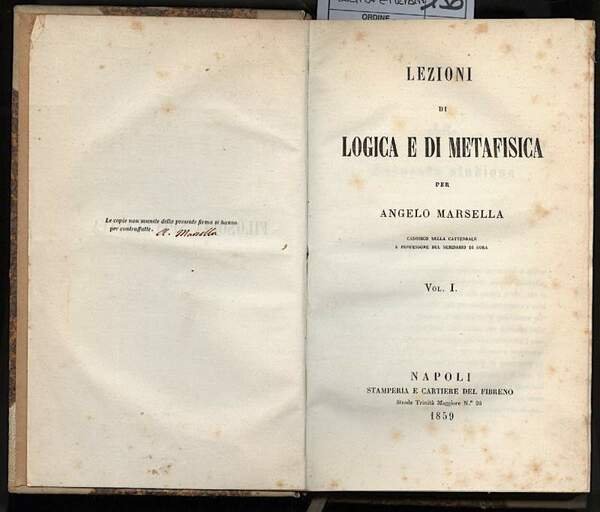 ORDINE
Le copie non munite della presente firma si hanno
per contraffatte. A. Marsella
LEZIONI
DI
LOGICA E DI METAFISICA
PER
ANGELO MARSELLA
CANONICO DELLA CATTEDRALE
E PROFESSORE DEL SEMINARIO DI SORA
VOL. I.
NAPOLI
STAMPERIA E CARTIERE DEL FIBRENO
Strada Trinità Maggiore N.° 26
1859